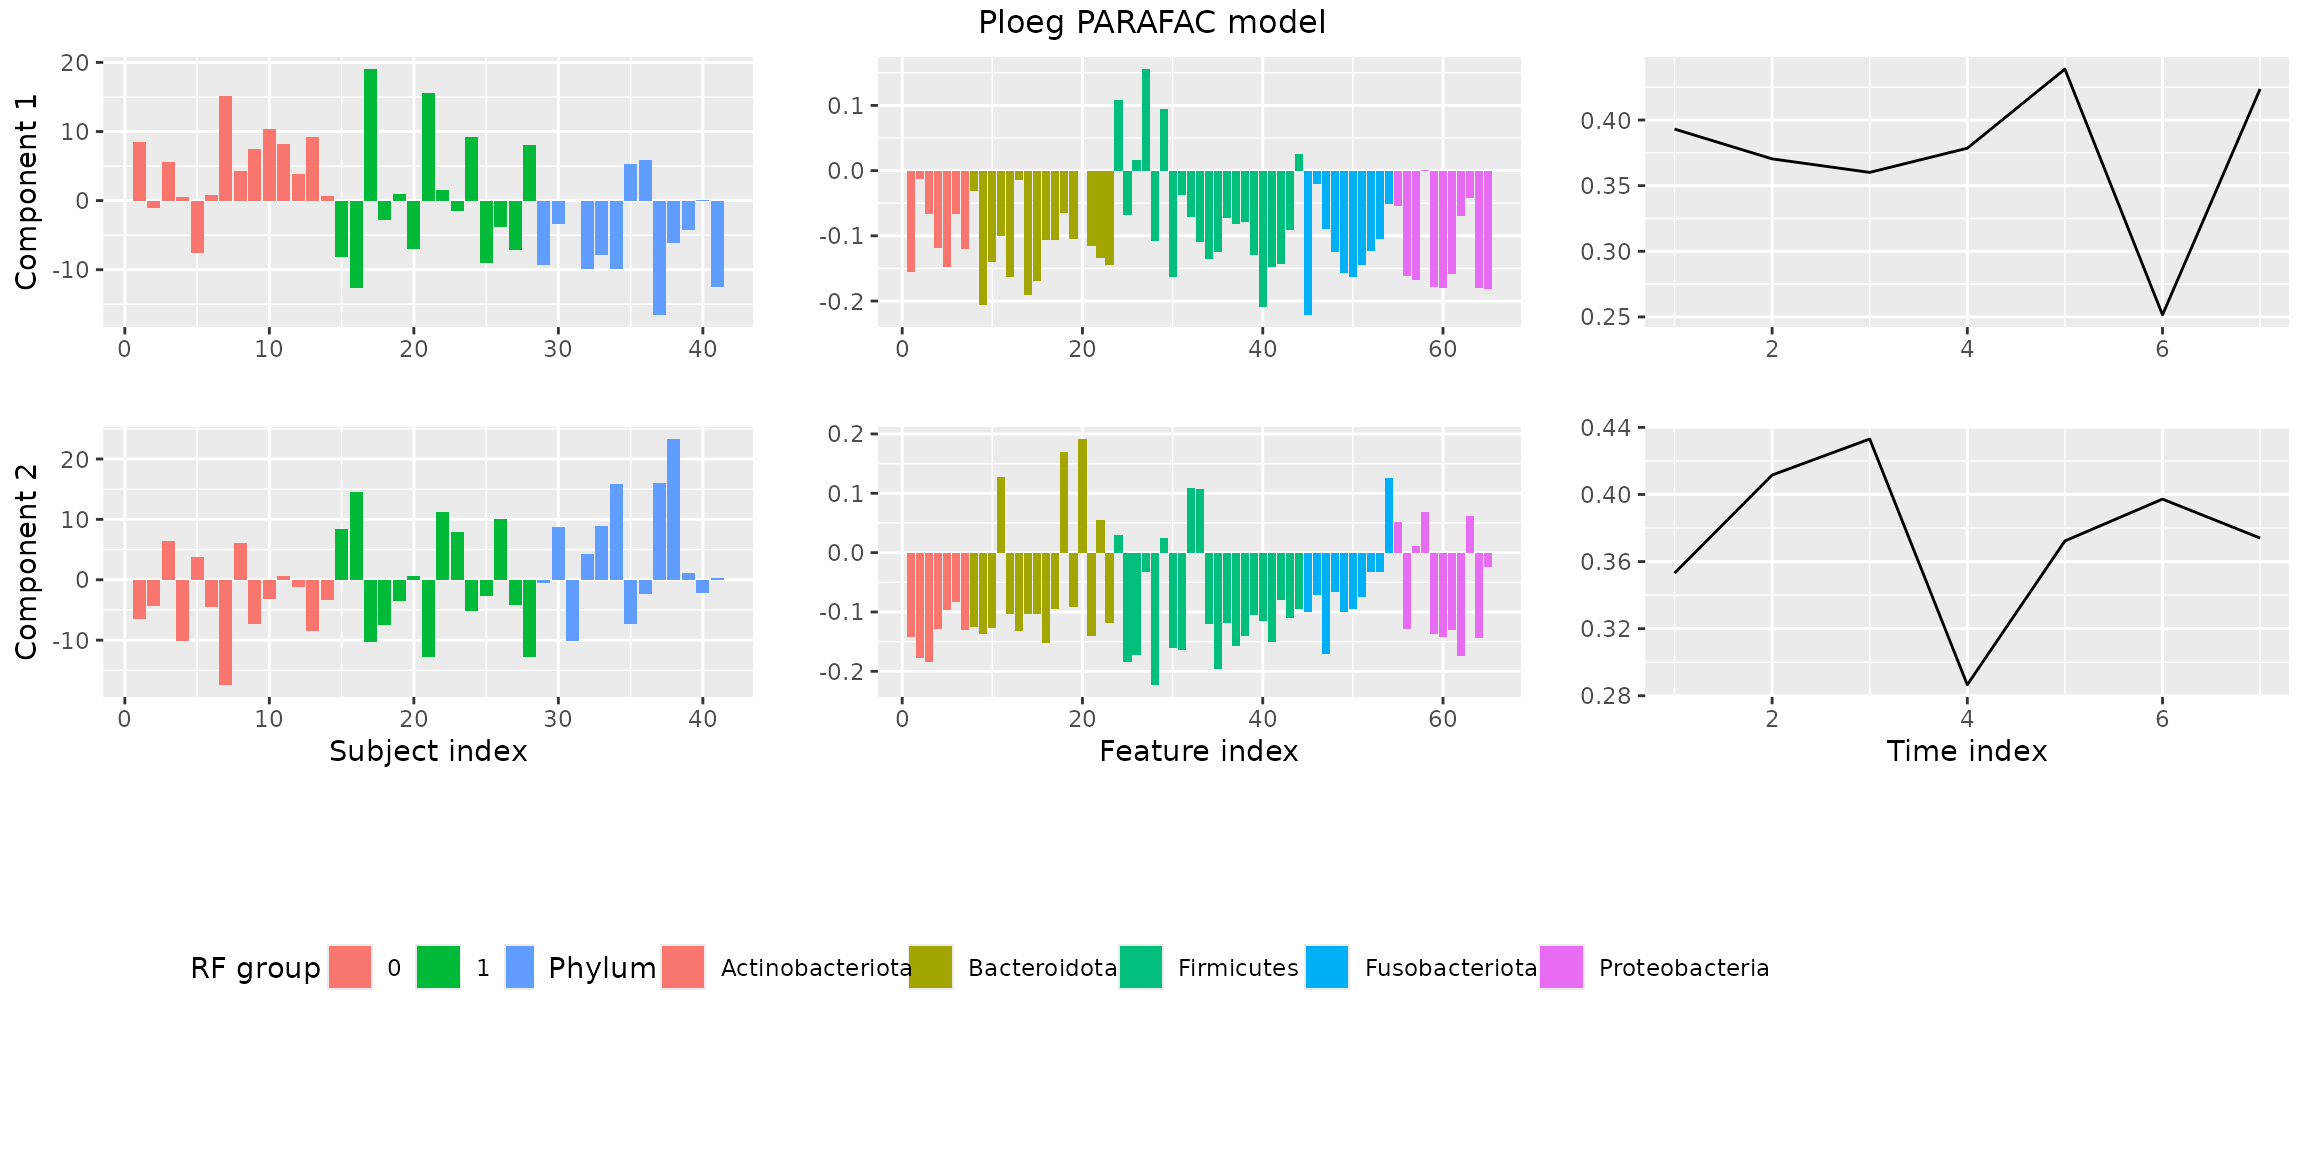 Ploeg PARAFAC model
Component 1
20
10
0
-10
0 10 20 30 40
0.1
0.0
-0.1
-0.2
0 20 40 60
0.40
0.35
0.30
0.25
2 4 6
Component 2
20
10
0
-10
0 10 20 30 40
Subject index
0.2
0.1
0.0
-0.1
-0.2
0 20 40 60
Feature index
0.44
0.40
0.36
0.32
0.28
2 4 6
Time index
RF group 0 1 Phylum Actinobacteriota Bacteroidota Firmicutes Fusobacteriota Proteobacteria